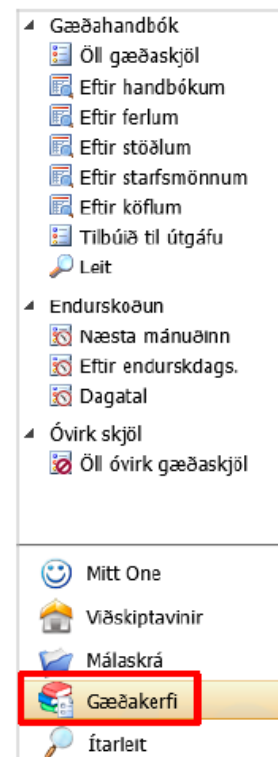 Gæðahandbók
Öll gæðaskjöl
Eftir handbókum
Eftir ferlum
Eftir stöðlum
Eftir starfsmönnum
Eftir köflum
Tilbúið til útgáfu
Leit
Endurskoðun
Næsta mánuðinn
Eftir endurskdags.
Dagatal
Óvirk skjöl
Öll óvirk gæðaskjöl
Mitt One
Viðskiptavinir
Málaskrá
Gæðakerfi
Ítarleit